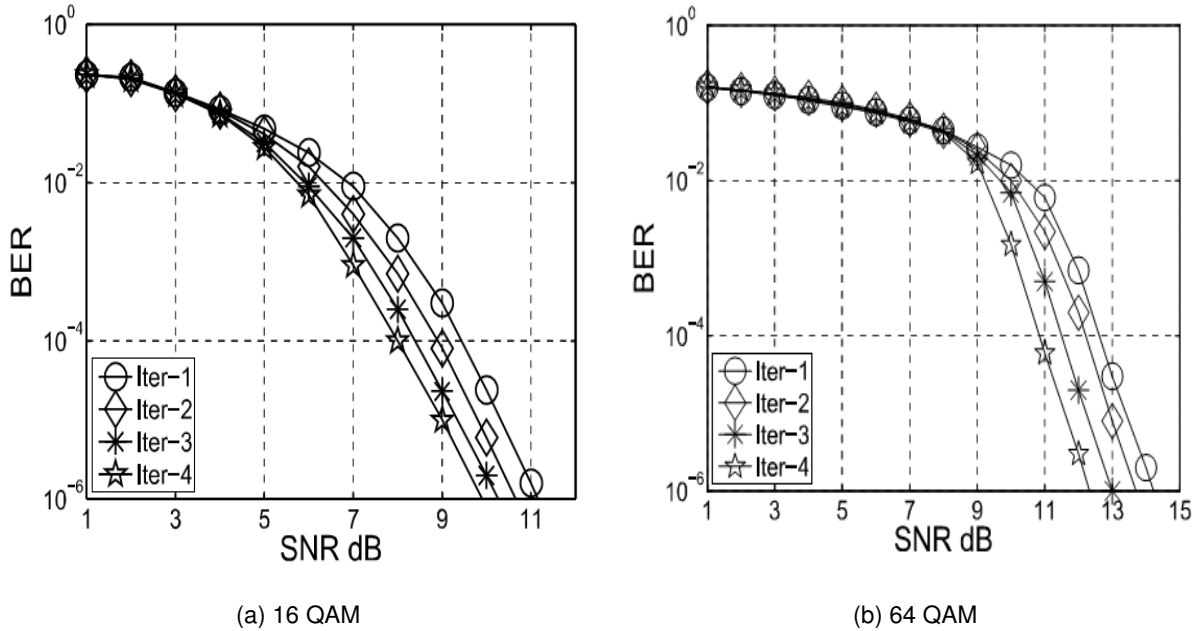 10^0
10^-2
10^-4
10^-6
BER
Iter-1
Iter-2
Iter-3
Iter-4
1 3 5 7 9 11
SNR dB
(a) 16 QAM
10^0
10^-2
10^-4
10^-6
BER
Iter-1
Iter-2
Iter-3
Iter-4
1 3 5 7 9 11 13 15
SNR dB
(b) 64 QAM